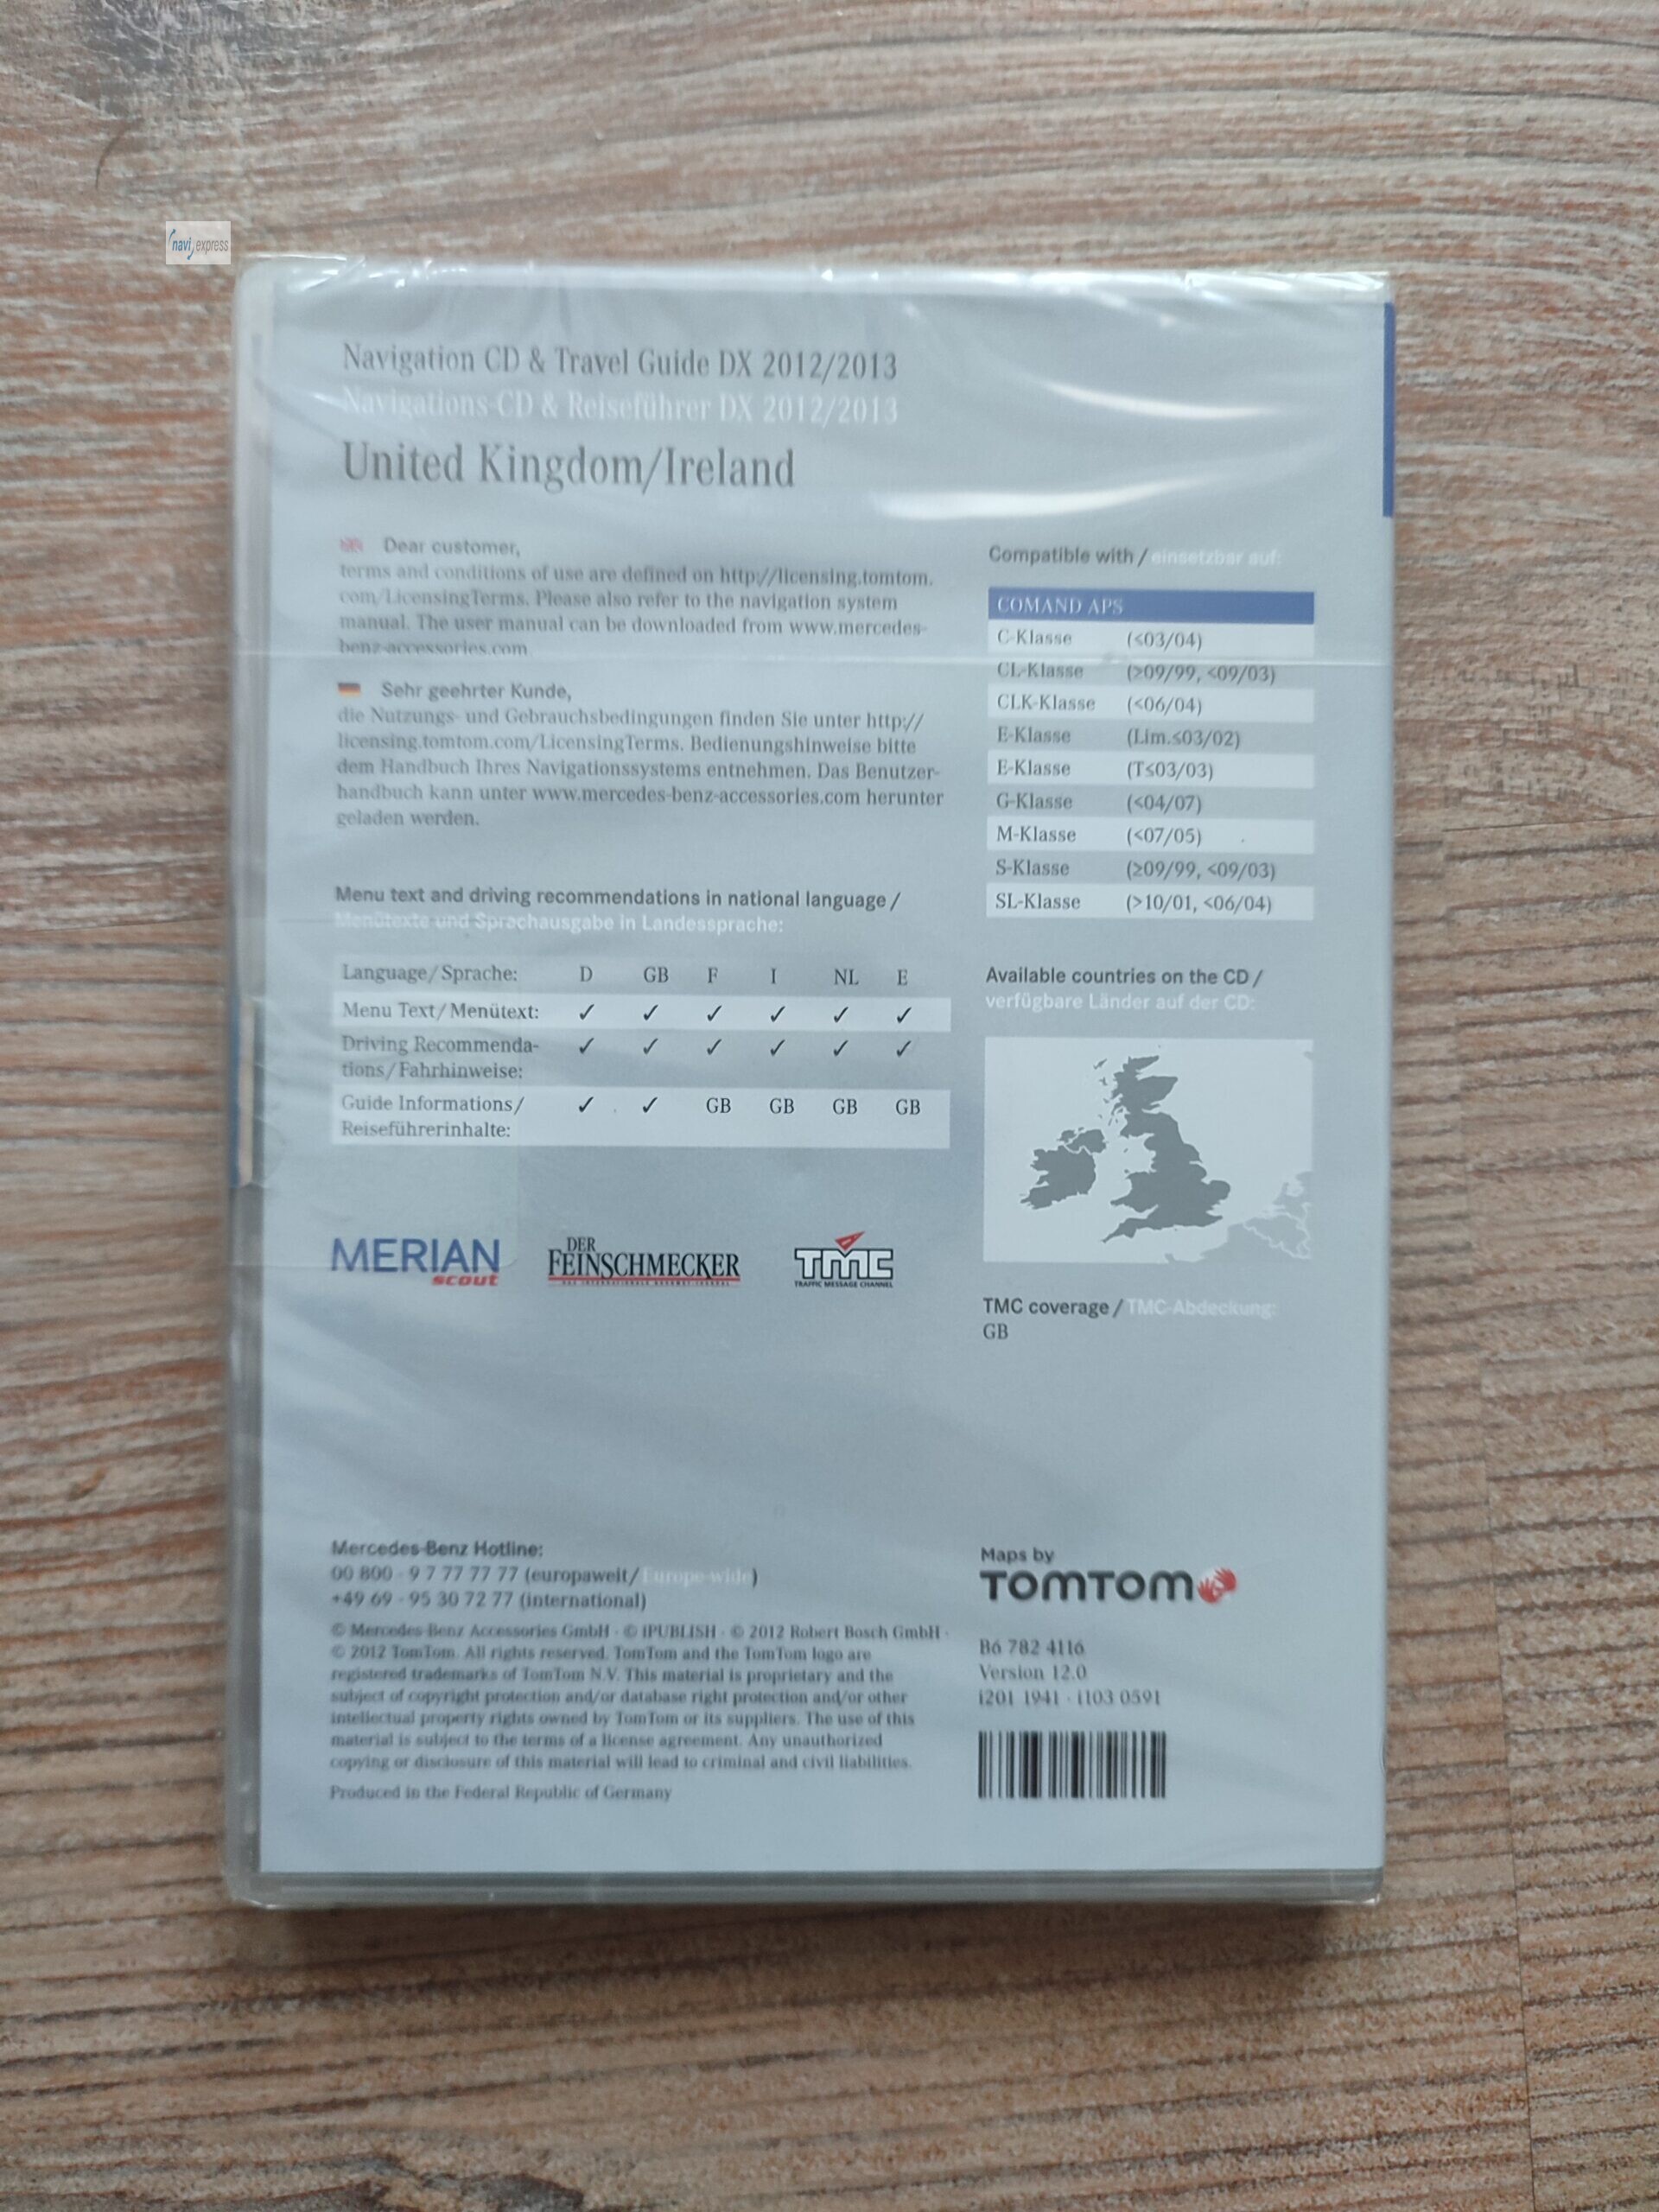 navi express
Navigation CD & Travel Guide DX 2012/2013
Navigations-CD & Reiseführer DX 2012/2013
United Kingdom/Ireland
Dear customer,
terms and conditions of use are defined on http://licensing.tomtom.
com/LicensingTerms. Please also refer to the navigation system
manual. The user manual can be downloaded from www.mercedes-
benz-accessories.com
Sehr geehrter Kunde,
die Nutzungs- und Gebrauchsbedingungen finden Sie unter http://
licensing.tomtom.com/LicensingTerms. Bedienungshinweise bitte
dem Handbuch Ihres Navigationssystems entnehmen. Das Benutzer-
handbuch kann unter www.mercedes-benz-accessories.com herunter
geladen werden.
Menu text and driving recommendations in national language /
Menütexte und Sprachausgabe in Landessprache:
Language/Sprache: D GB F I NL E
Menu Text/Menütext: ✓ ✓ ✓ ✓ ✓ ✓
Driving Recommenda- ✓ ✓ ✓ ✓ ✓ ✓
tions/Fahrhinweise:
Guide Informations/ ✓ ✓ GB GB GB GB
Reiseführerinhalte:
MERIAN
scout
DER
FEINSCHMECKER
TMC
TRAFFIC MESSAGE CHANNEL
Compatible with / einsetzbar auf:
COMAND APS
C-Klasse (≤03/04)
CL-Klasse (≥09/99, <09/03)
CLK-Klasse (<06/04)
E-Klasse (Lim.≤03/02)
E-Klasse (T≤03/03)
G-Klasse (<04/07)
M-Klasse (<07/05)
S-Klasse (≥09/99, <09/03)
SL-Klasse (>10/01, <06/04)
Available countries on the CD /
verfügbare Länder auf der CD:
TMC coverage / TMC-Abdeckung:
GB
Mercedes-Benz Hotline:
00 800 - 9 7 77 77 77 (europaweit/Europe-wide)
+49 69 - 95 30 72 77 (international)
© Mercedes-Benz Accessories GmbH · © iPUBLISH · © 2012 Robert Bosch GmbH ·
© 2012 TomTom. All rights reserved. TomTom and the TomTom logo are
registered trademarks of TomTom N.V. This material is proprietary and the
subject of copyright protection and/or database right protection and/or other
intellectual property rights owned by TomTom or its suppliers. The use of this
material is subject to the terms of a license agreement. Any unauthorized
copying or disclosure of this material will lead to criminal and civil liabilities.
Produced in the Federal Republic of Germany
Maps by
TOMTOM
B6 782 4116
Version 12.0
i201 1941 · i103 0591